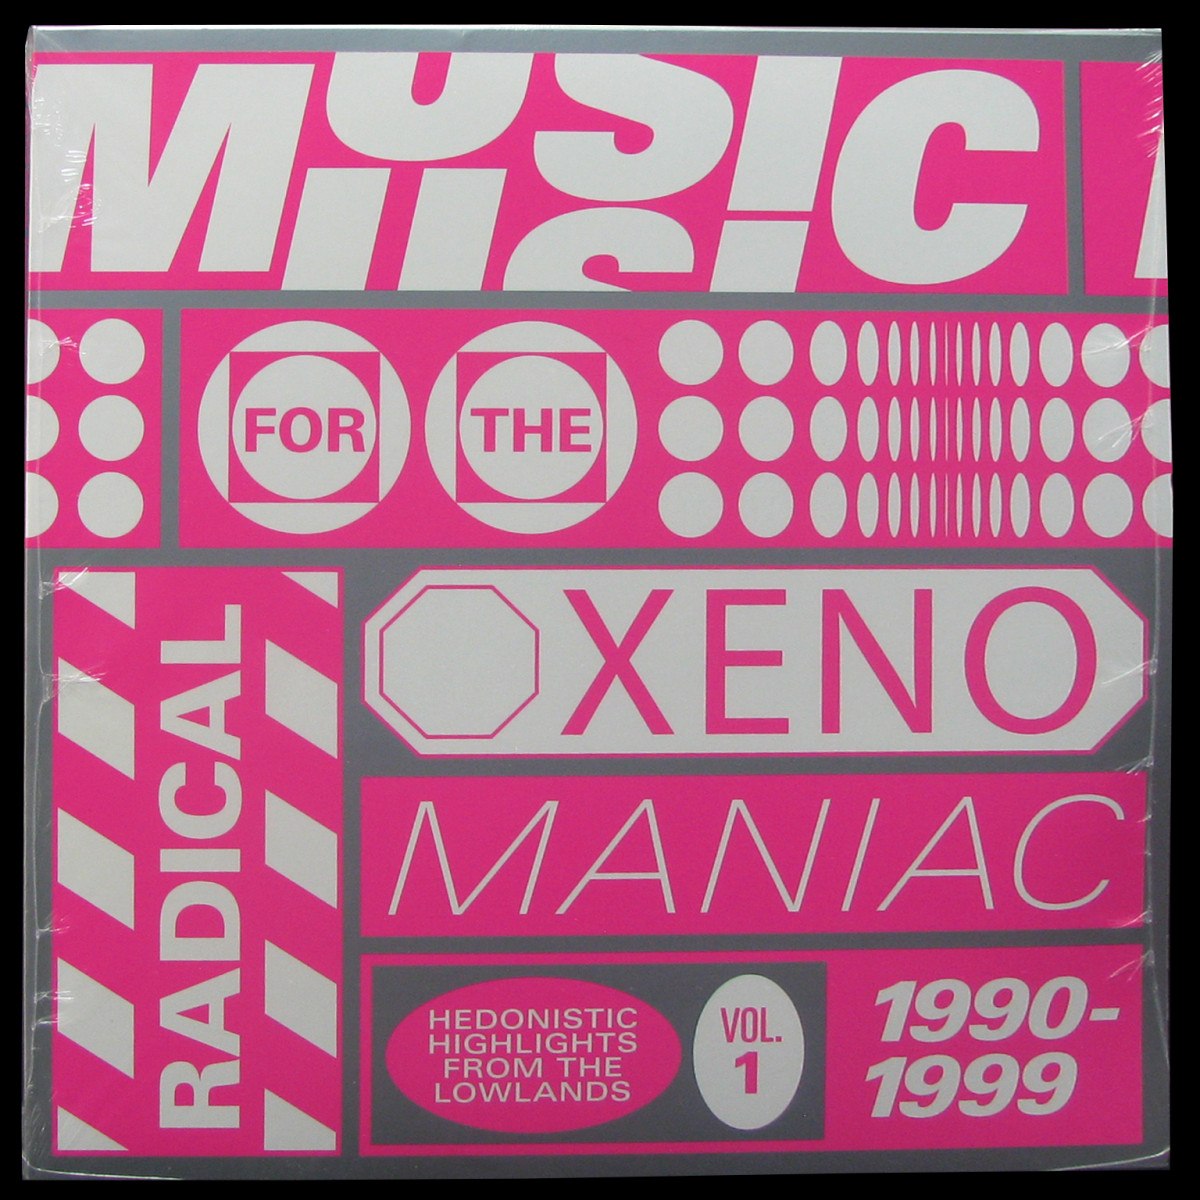 MUSIC
FOR THE
RADICAL
XENO
MANIAC
HEDONISTIC
HIGHLIGHTS
FROM THE
LOWLANDS
VOL.
1
1990-
1999